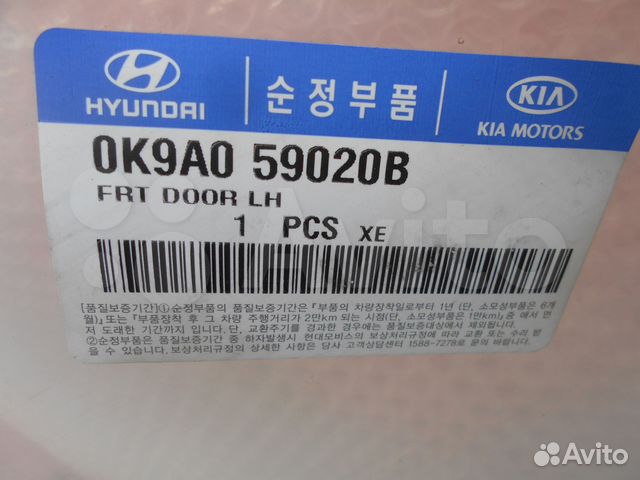 HYUNDAI
순정부품
KIA
KIA MOTORS
0K9A0 59020B
FRT DOOR LH
1 PCS XE
[품질보증기간]①순정부품의 품질보증기간은 「부품의 차량장착일로부터 1년 (단, 소모성부품은 6개
월)」또는 「부품장착 후 그 차량 주행거리가 2만km 되는 시점(단, 소모성부품은 1만km)」중 에서 먼
저 도래한 기간까지 입니다. 단, 교환주기를 경과한 경우에는 품질보증대상에서 제외됩니다.
②순정부품은 품질보증기간 중 하자발생시 현대모비스의 보상처리규정에 따라 교환 또는 수리 받
을 수 있습니다. 보상처리규정의 상세한 사항은 당사 고객상담센터 1588-7278로 문의 바랍니다.
Avito
Avito